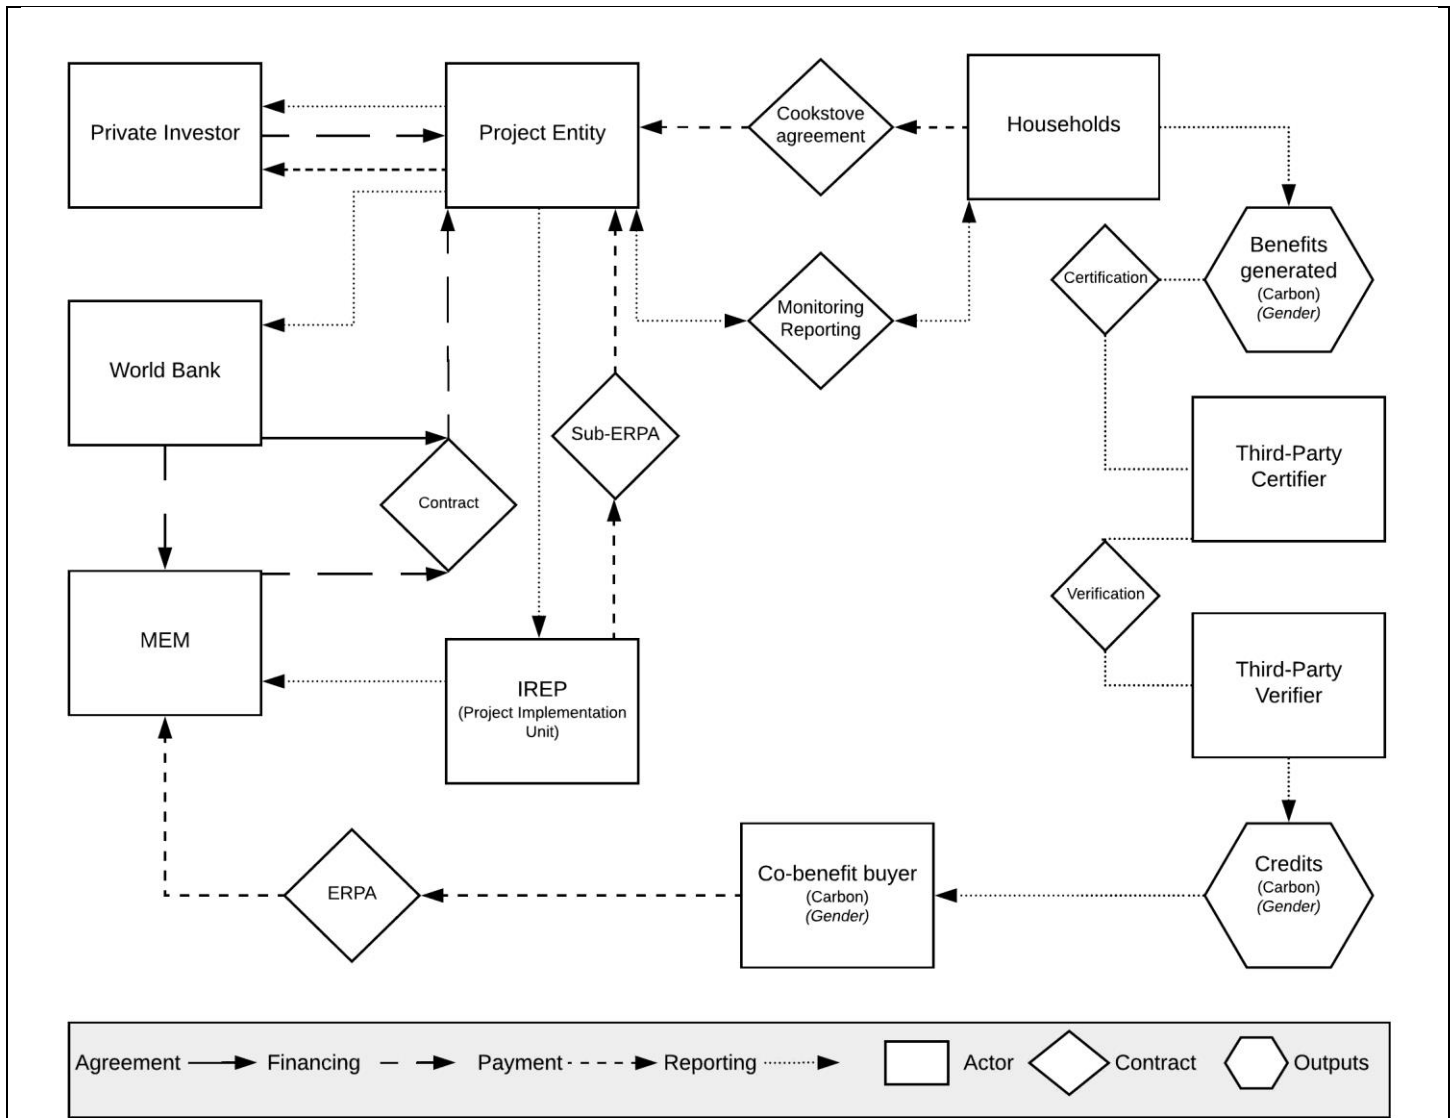 Private Investor
Project Entity
Cookstove
agreement
Households
Benefits
generated
(Carbon)
(Gender)
Certification
Monitoring
Reporting
World Bank
Sub-ERPA
Third-Party
Certifier
Contract
Verification
MEM
IREP
(Project Implementation
Unit)
Third-Party
Verifier
ERPA
Co-benefit buyer
(Carbon)
(Gender)
Credits
(Carbon)
(Gender)
Agreement Financing Payment Reporting Actor Contract Outputs